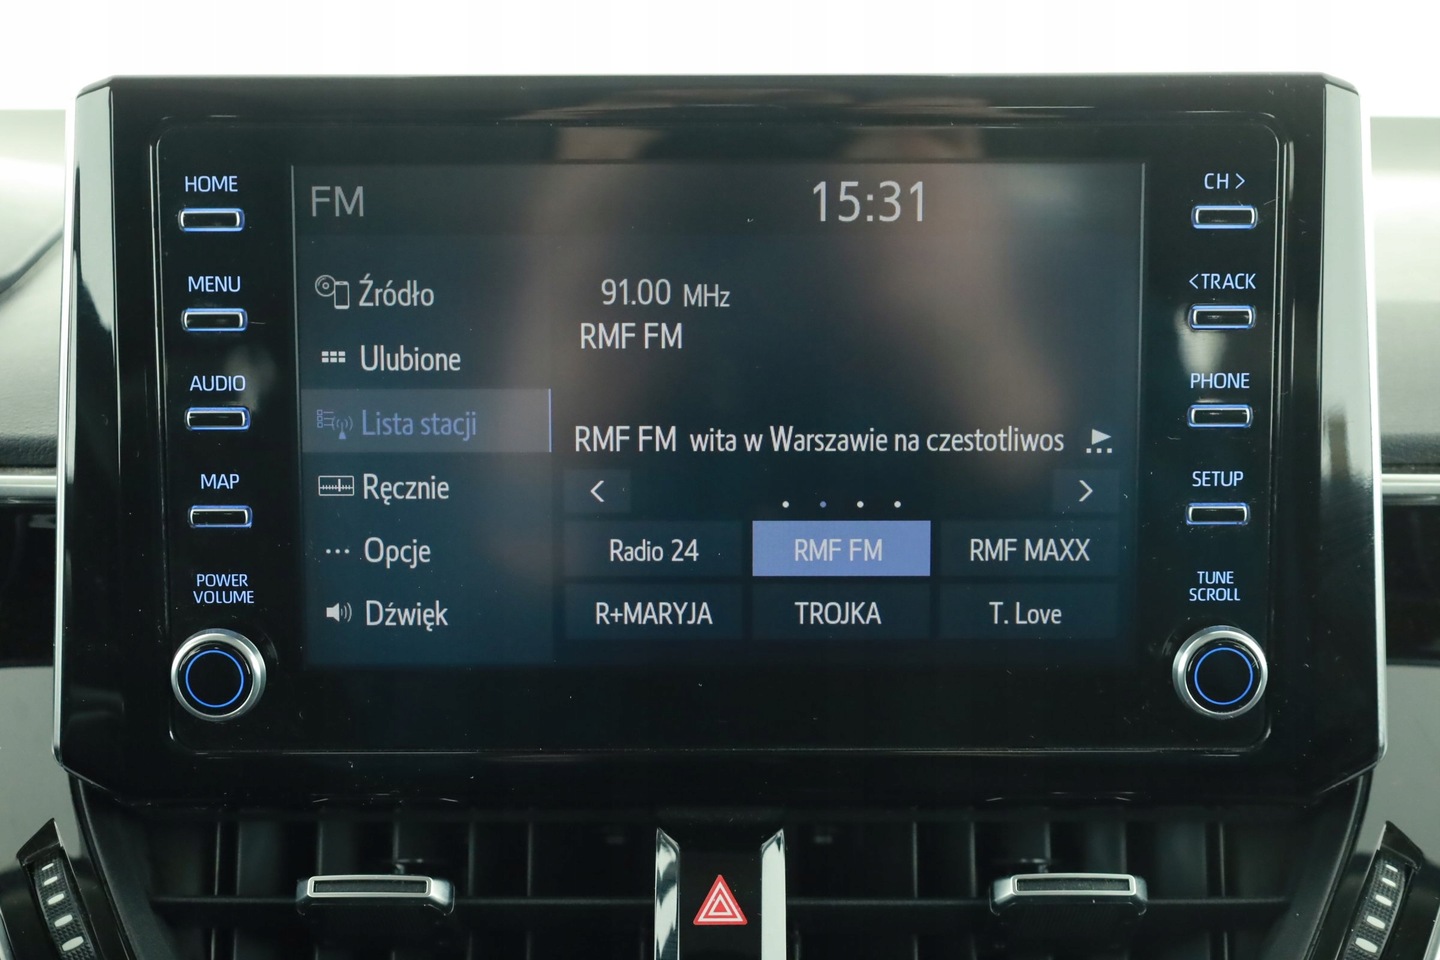 HOME
MENU
AUDIO
MAP
POWER
VOLUME
FM
15:31
Źródło
Ulubione
Lista stacji
Ręcznie
Opcje
Dźwięk
91.00 MHz
RMF FM
RMF FM wita w Warszawie na czestotliwos
Radio 24
RMF FM
RMF MAXX
R+MARYJA
TROJKA
T. Love
CH >
< TRACK
PHONE
SETUP
TUNE
SCROLL